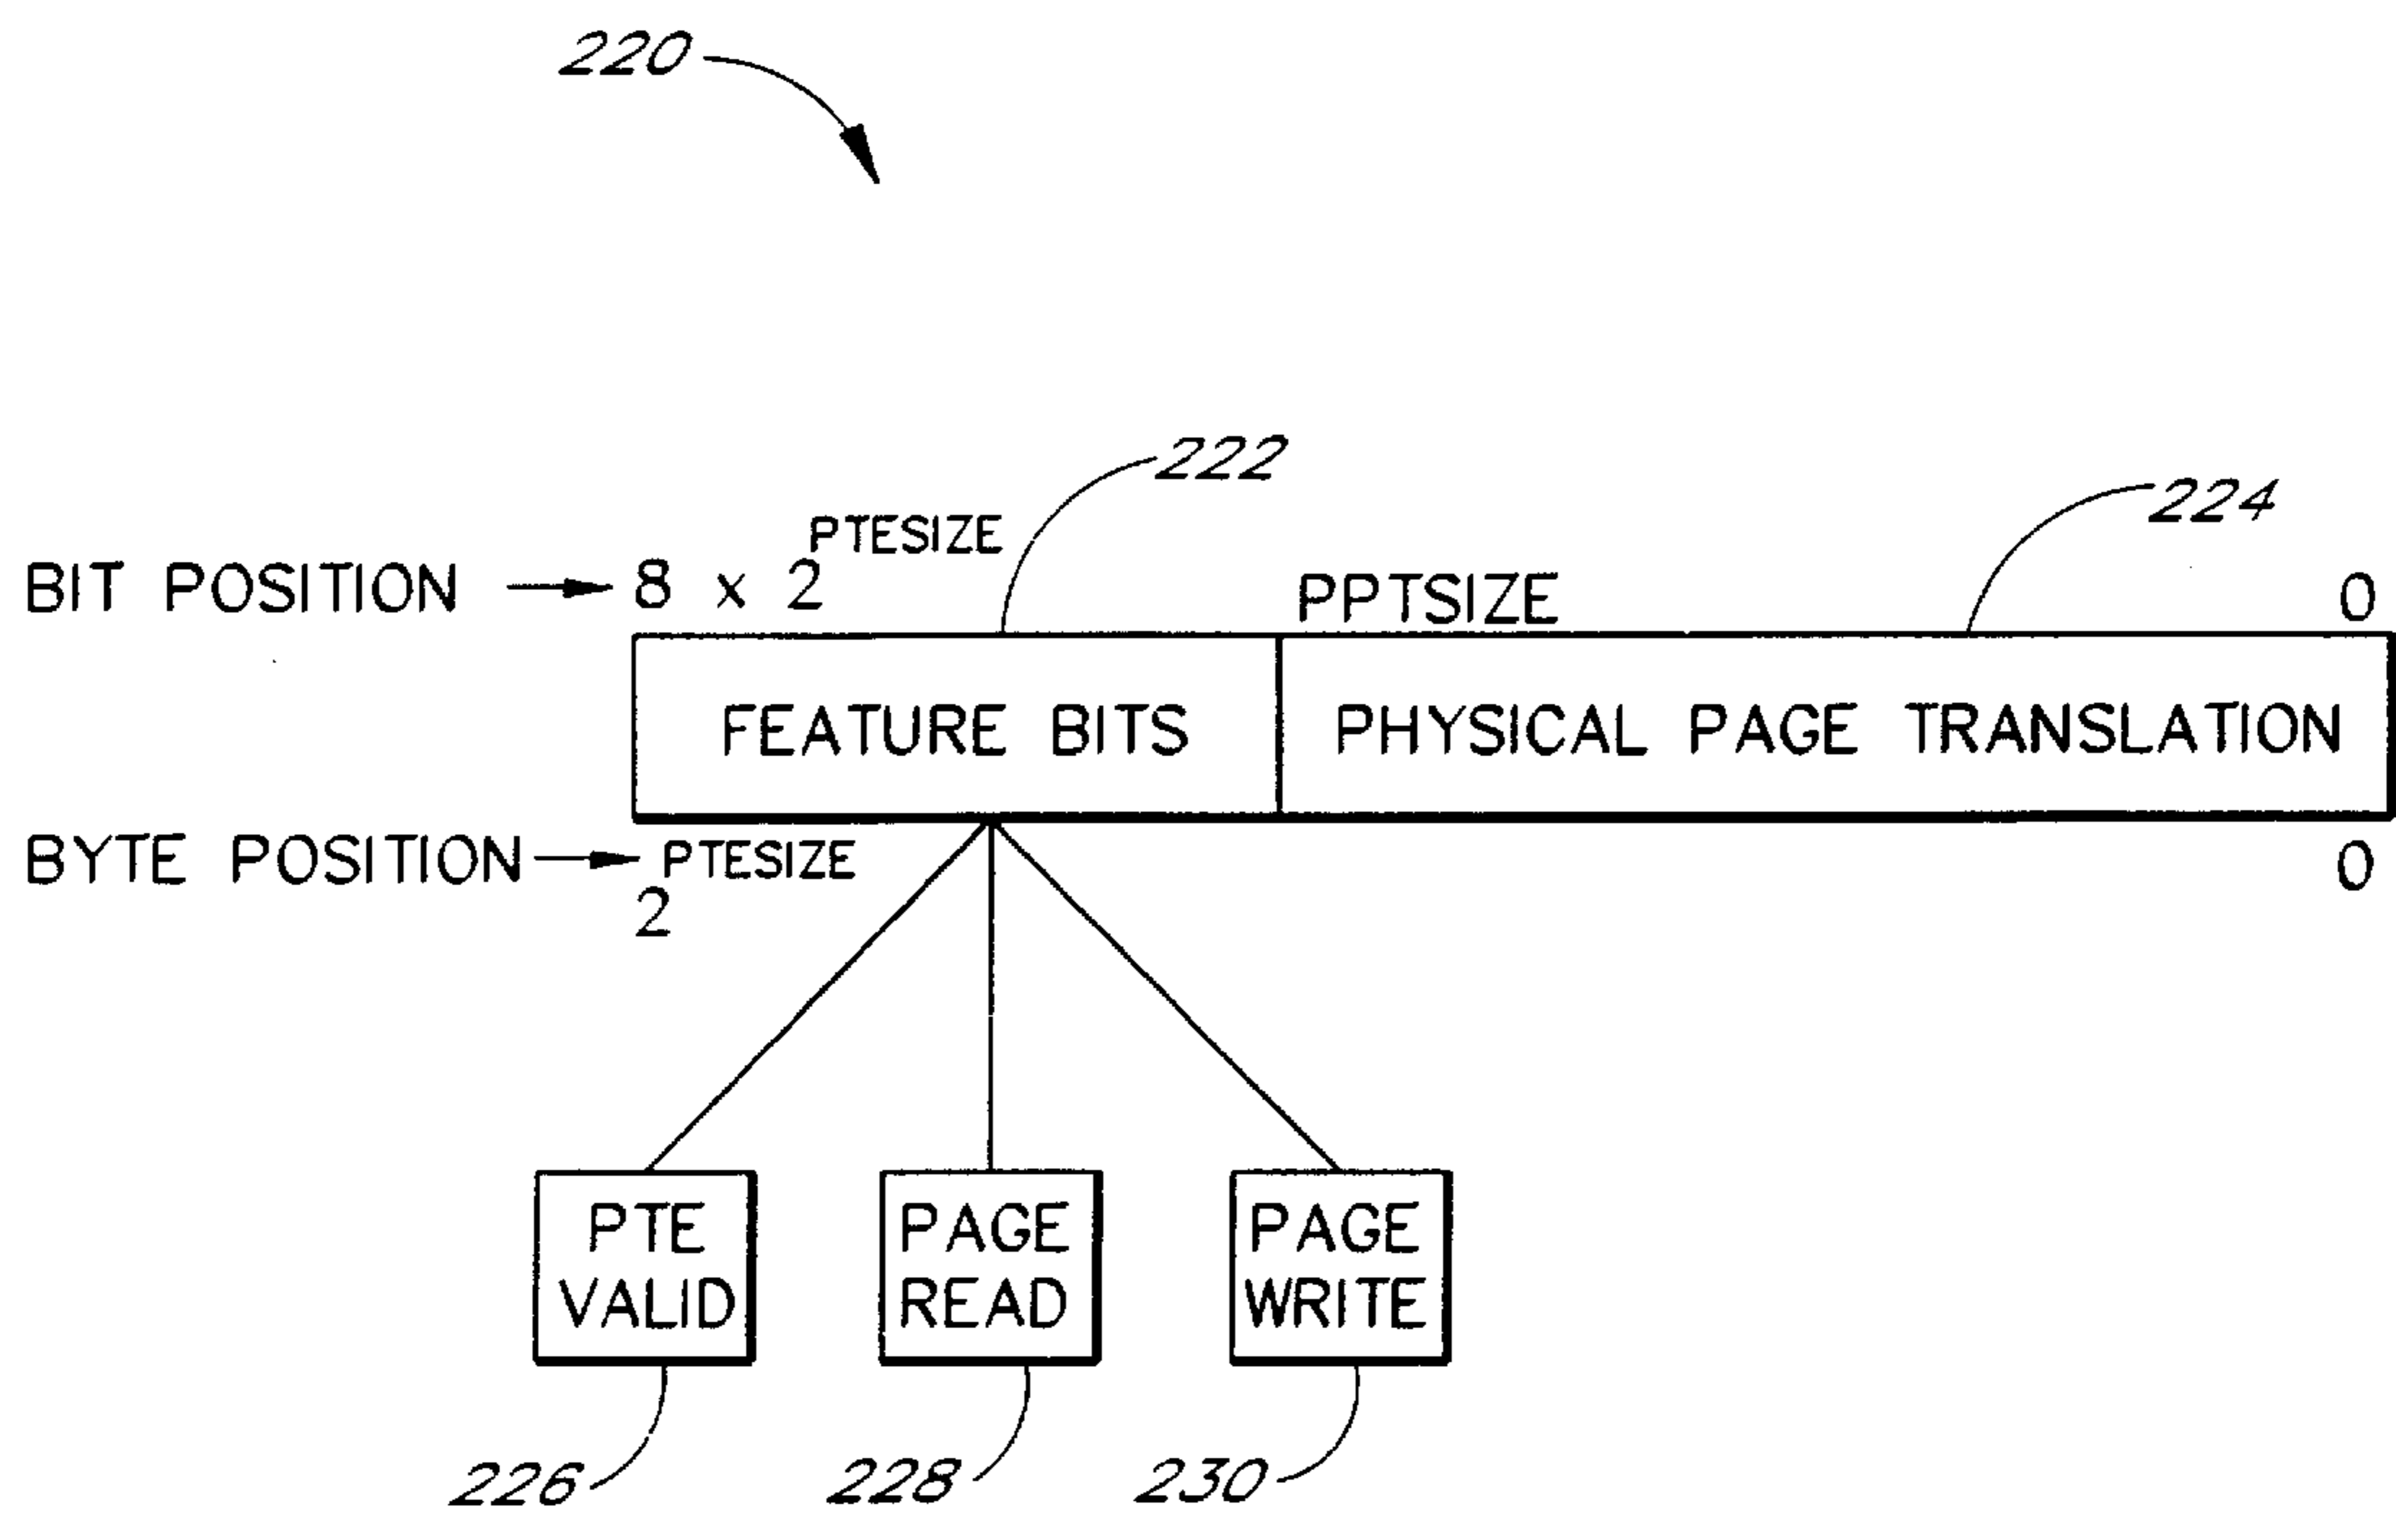 220
222
224
PTESIZE
BIT POSITION 8 x 2 PPTSIZE 0
FEATURE BITS PHYSICAL PAGE TRANSLATION
BYTE POSITION PTESIZE 0
2
PTE VALID
PAGE READ
PAGE WRITE
226 228 230